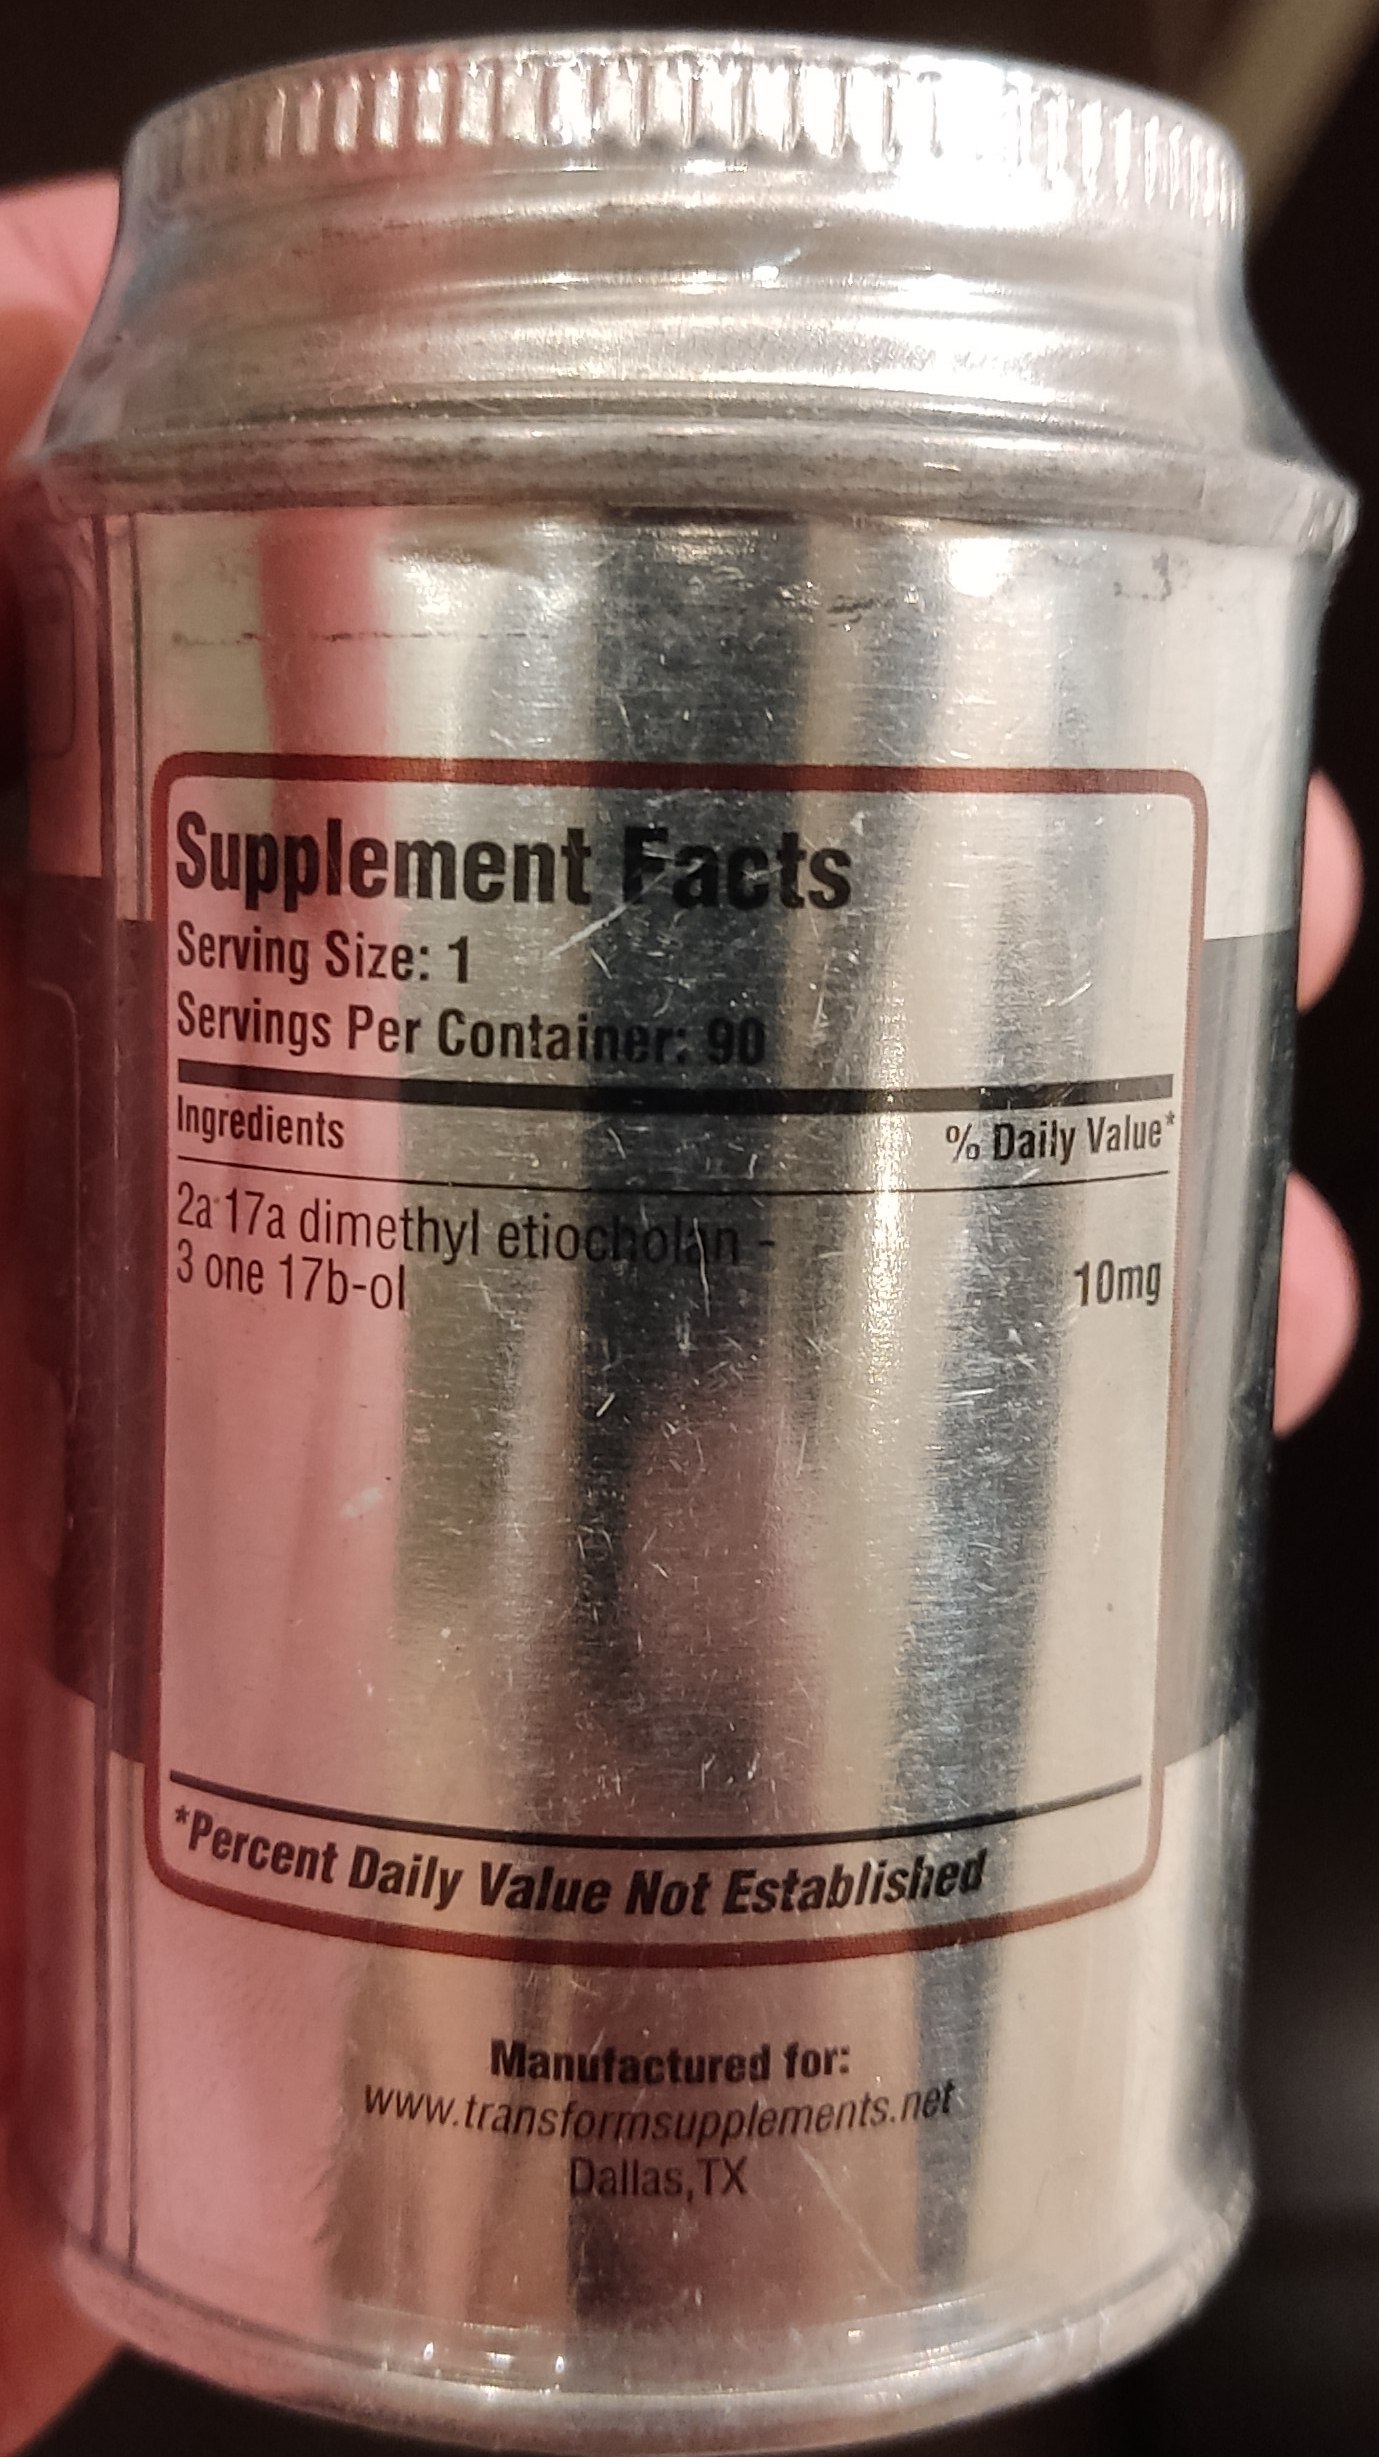 Supplement Facts
Serving Size: 1
Servings Per Container: 90
Ingredients % Daily Value*
2a 17a dimethyl etiocholan -
3 one 17b-ol 10mg
*Percent Daily Value Not Established
Manufactured for:
www.transformsupplements.net
Dallas,TX